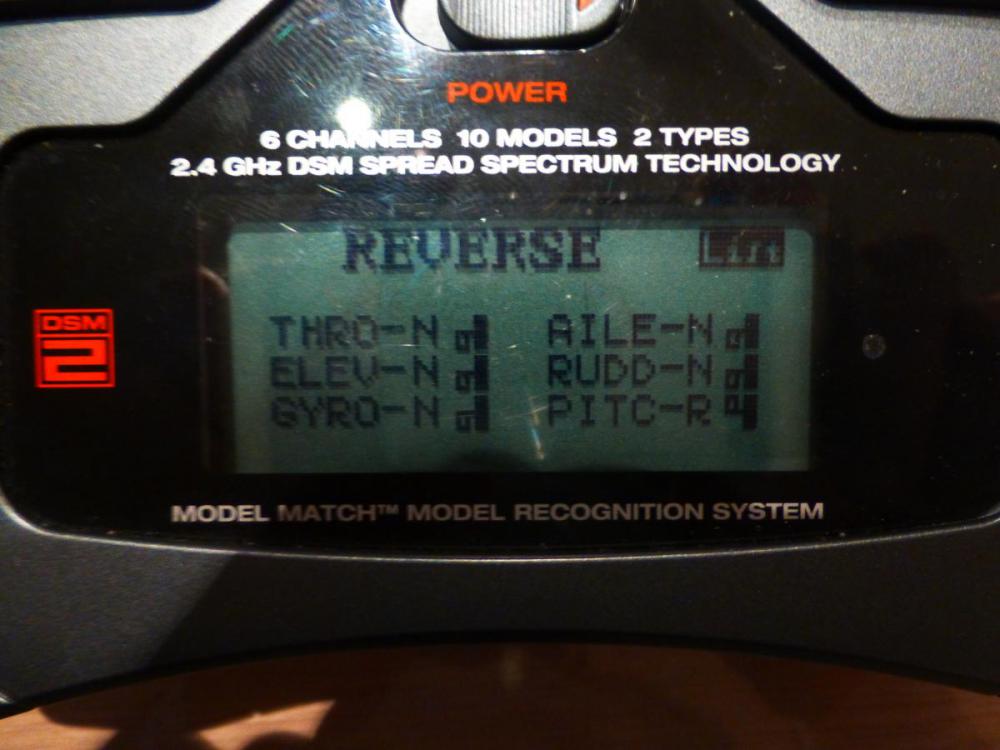 POWER
6 CHANNELS 10 MODELS 2 TYPES
2.4 GHz DSM SPREAD SPECTRUM TECHNOLOGY
REVERSE
THRO-N AILE-N
ELEV-N RUDD-N
GYRO-N PITC-R
DSM
2
MODEL MATCH™ MODEL RECOGNITION SYSTEM